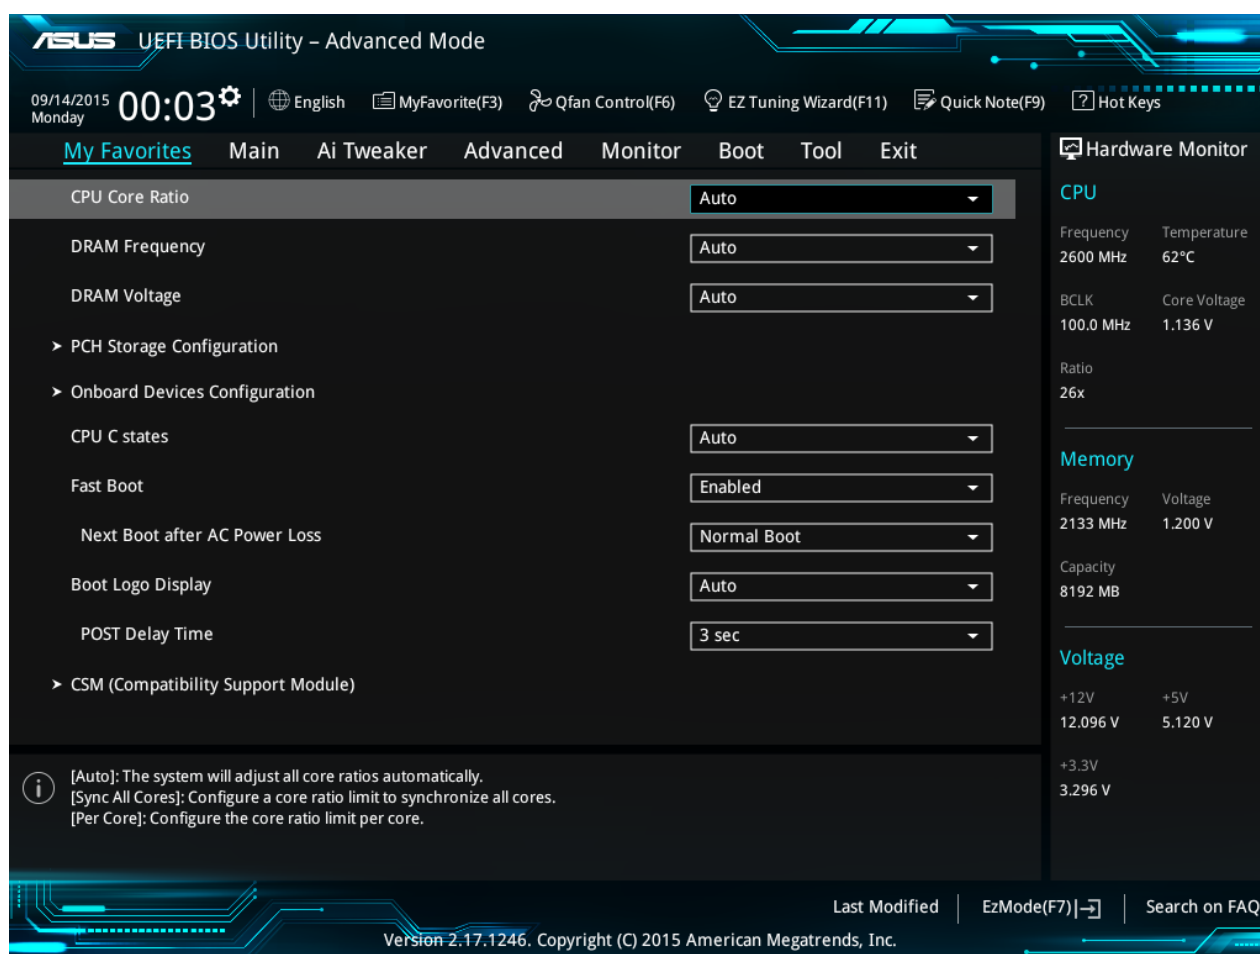 ASUS UEFI BIOS Utility – Advanced Mode
09/14/2015
Monday
00:03
English MyFavorite(F3) Qfan Control(F6) EZ Tuning Wizard(F11) Quick Note(F9) ? Hot Keys
My Favorites Main Ai Tweaker Advanced Monitor Boot Tool Exit
CPU Core Ratio Auto
DRAM Frequency Auto
DRAM Voltage Auto
PCH Storage Configuration
Onboard Devices Configuration
CPU C states Auto
Fast Boot Enabled
Next Boot after AC Power Loss Normal Boot
Boot Logo Display Auto
POST Delay Time 3 sec
CSM (Compatibility Support Module)
[Auto]: The system will adjust all core ratios automatically.
[Sync All Cores]: Configure a core ratio limit to synchronize all cores.
[Per Core]: Configure the core ratio limit per core.
Hardware Monitor
CPU
Frequency Temperature
2600 MHz 62°C
BCLK Core Voltage
100.0 MHz 1.136 V
Ratio
26x
Memory
Frequency Voltage
2133 MHz 1.200 V
Capacity
8192 MB
Voltage
+12V +5V
12.096 V 5.120 V
+3.3V
3.296 V
Last Modified EzMode(F7) Search on FAQ
Version 2.17.1246. Copyright (C) 2015 American Megatrends, Inc.